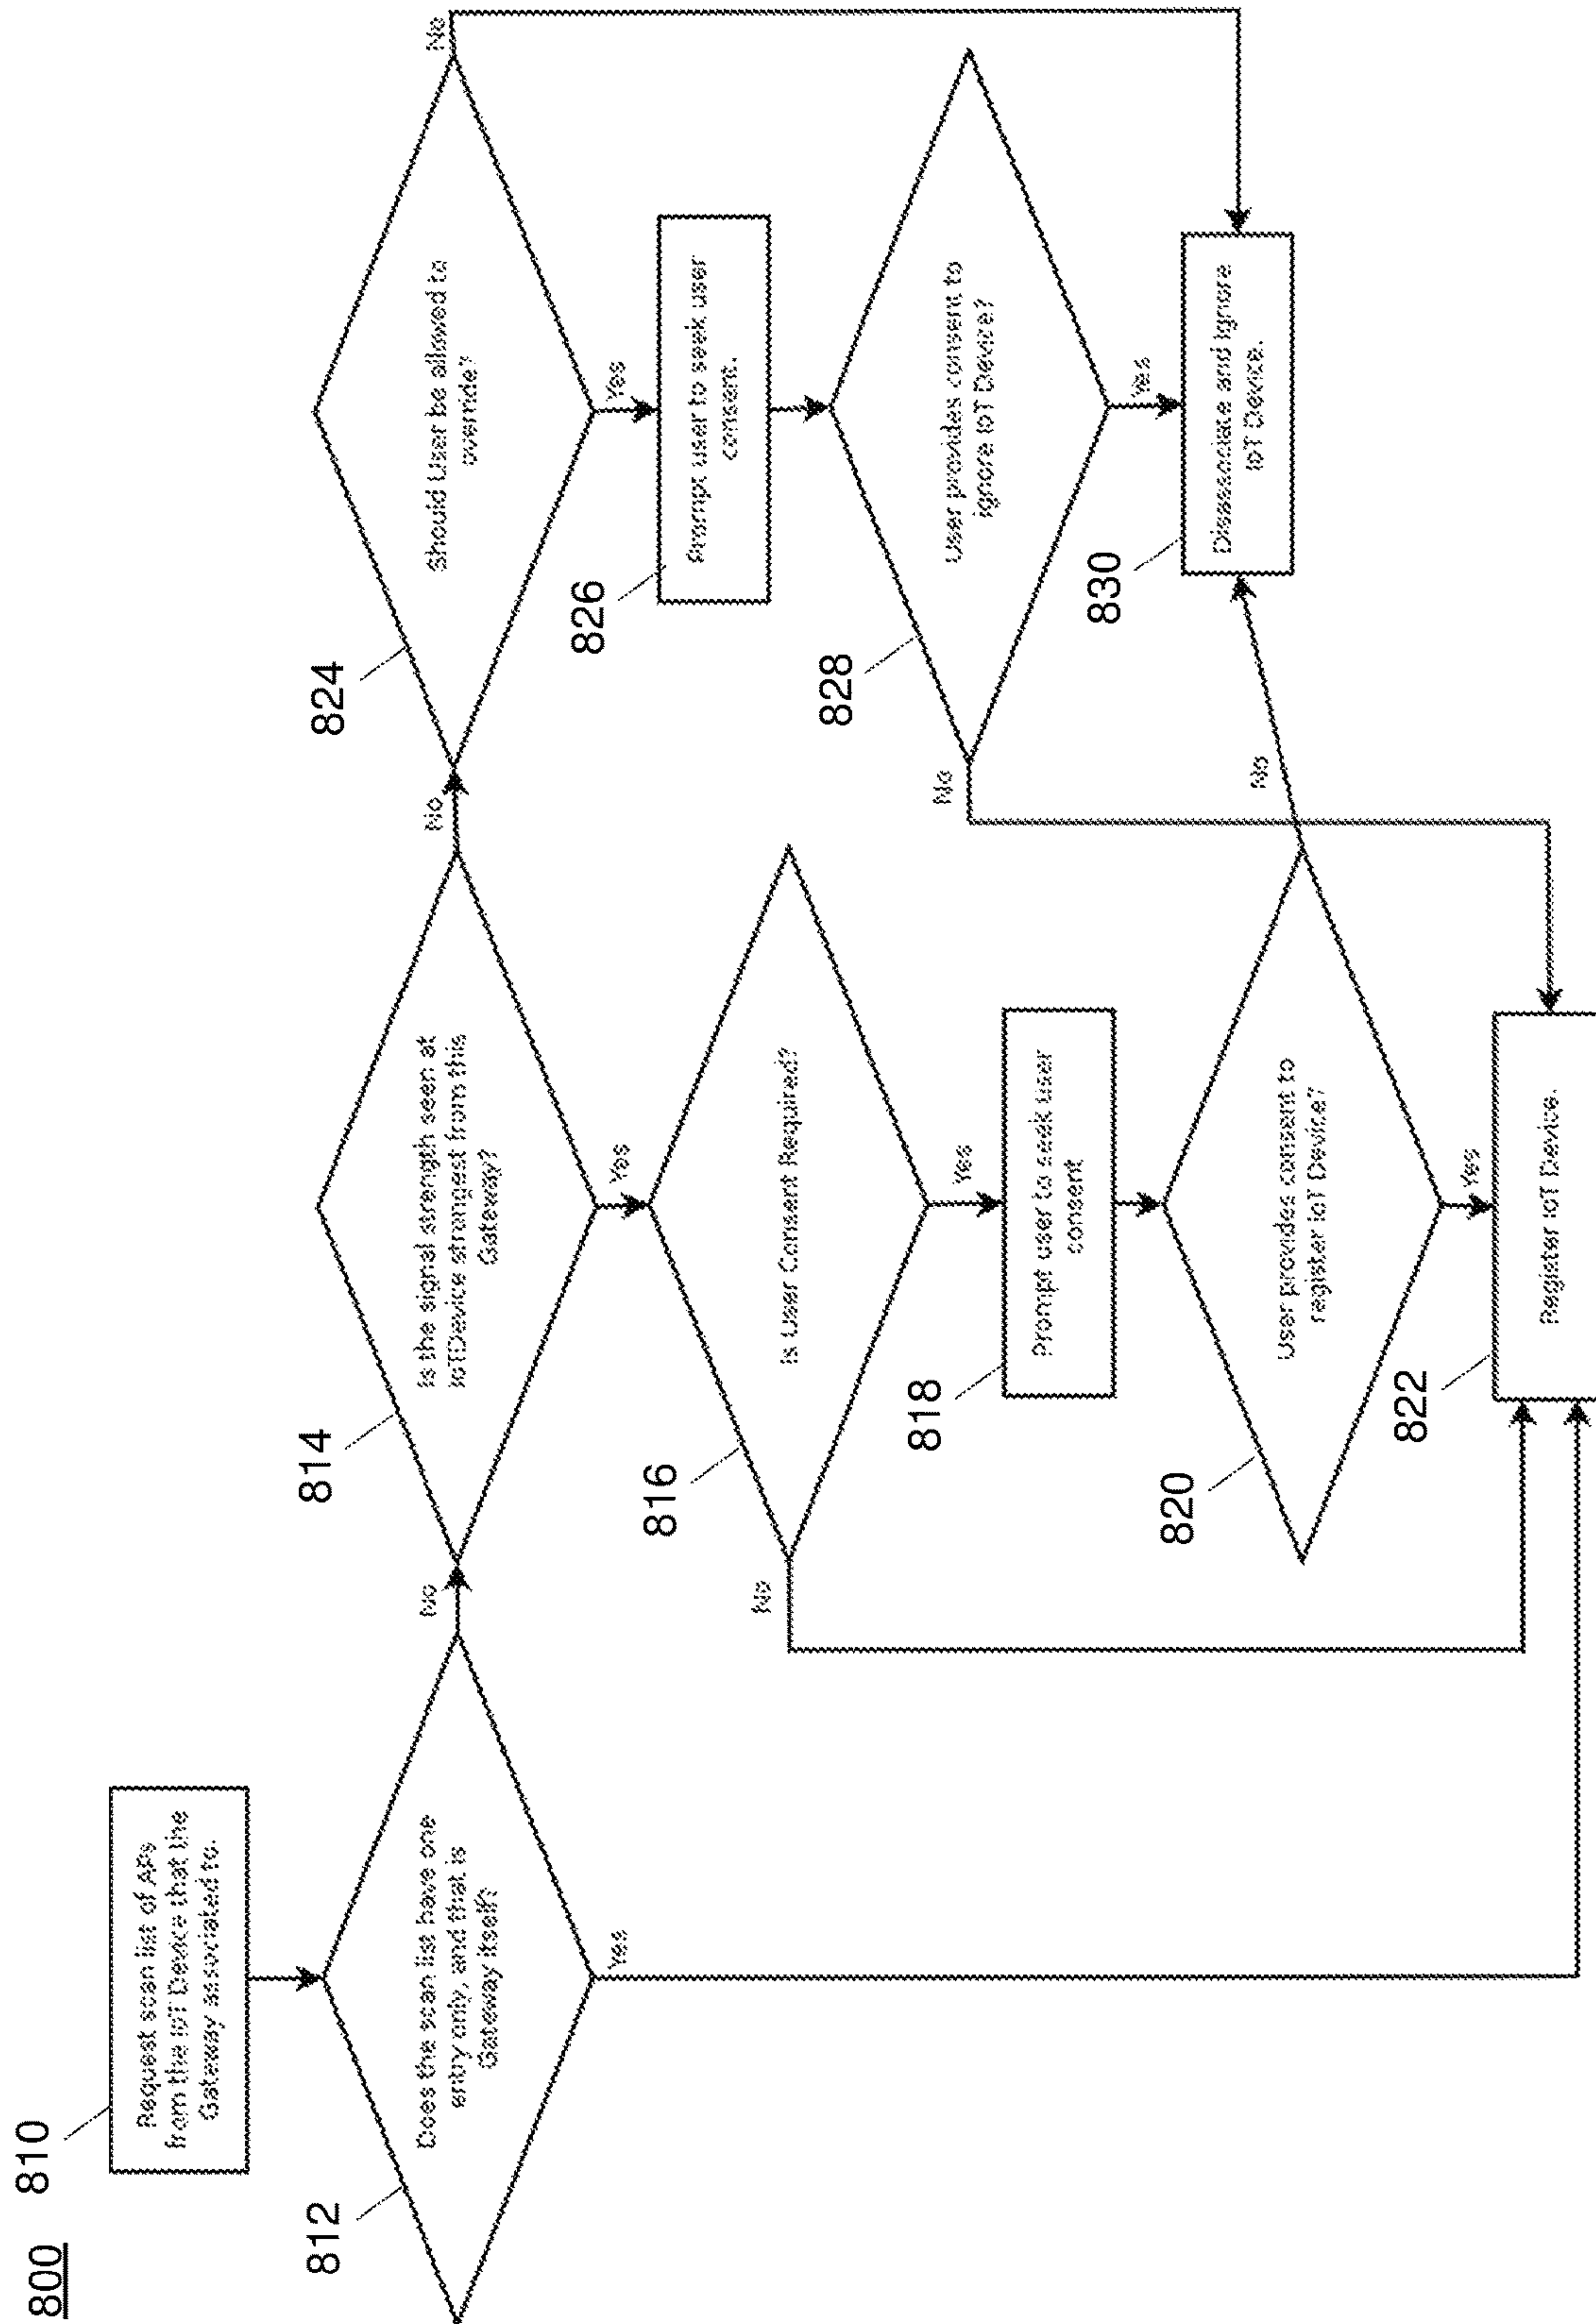 800
810
Request scan list of APs
from the IoT Device that the
Gateway associated to.
812
Does the scan list have one
entry only, and that is
Gateway itself?
No
Yes
814
Is the signal strength seen at
IoTDevice strongest from this
Gateway?
No
Yes
816
Is User Consent Required?
No
Yes
818
Prompt user to seek user
consent
820
User provides consent to
register IoT Device?
No
Yes
822
Register IoT Device.
824
Should User be allowed to
override?
No
Yes
826
Prompt user to seek user
consent.
828
User provides consent to
ignore IoT Device?
No
Yes
830
Disassociate and ignore
IoT Device.